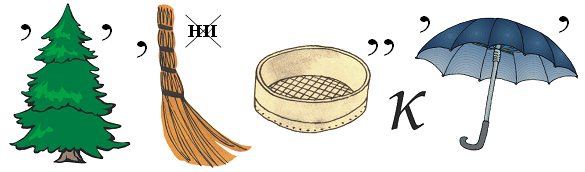 , , , НИ ,, К , ,